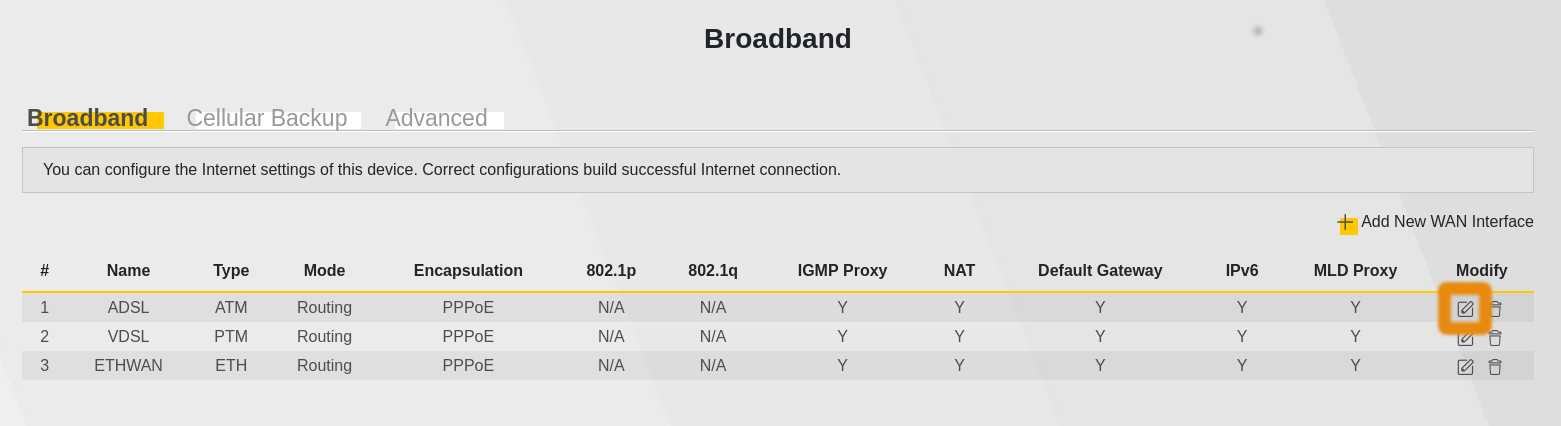 Broadband
Broadband Cellular Backup Advanced
You can configure the Internet settings of this device. Correct configurations build successful Internet connection.
Add New WAN Interface
# Name Type Mode Encapsulation 802.1p 802.1q IGMP Proxy NAT Default Gateway IPv6 MLD Proxy Modify
1 ADSL ATM Routing PPPoE N/A N/A Y Y Y Y Y
2 VDSL PTM Routing PPPoE N/A N/A Y Y Y Y Y
3 ETHWAN ETH Routing PPPoE N/A N/A Y Y Y Y Y